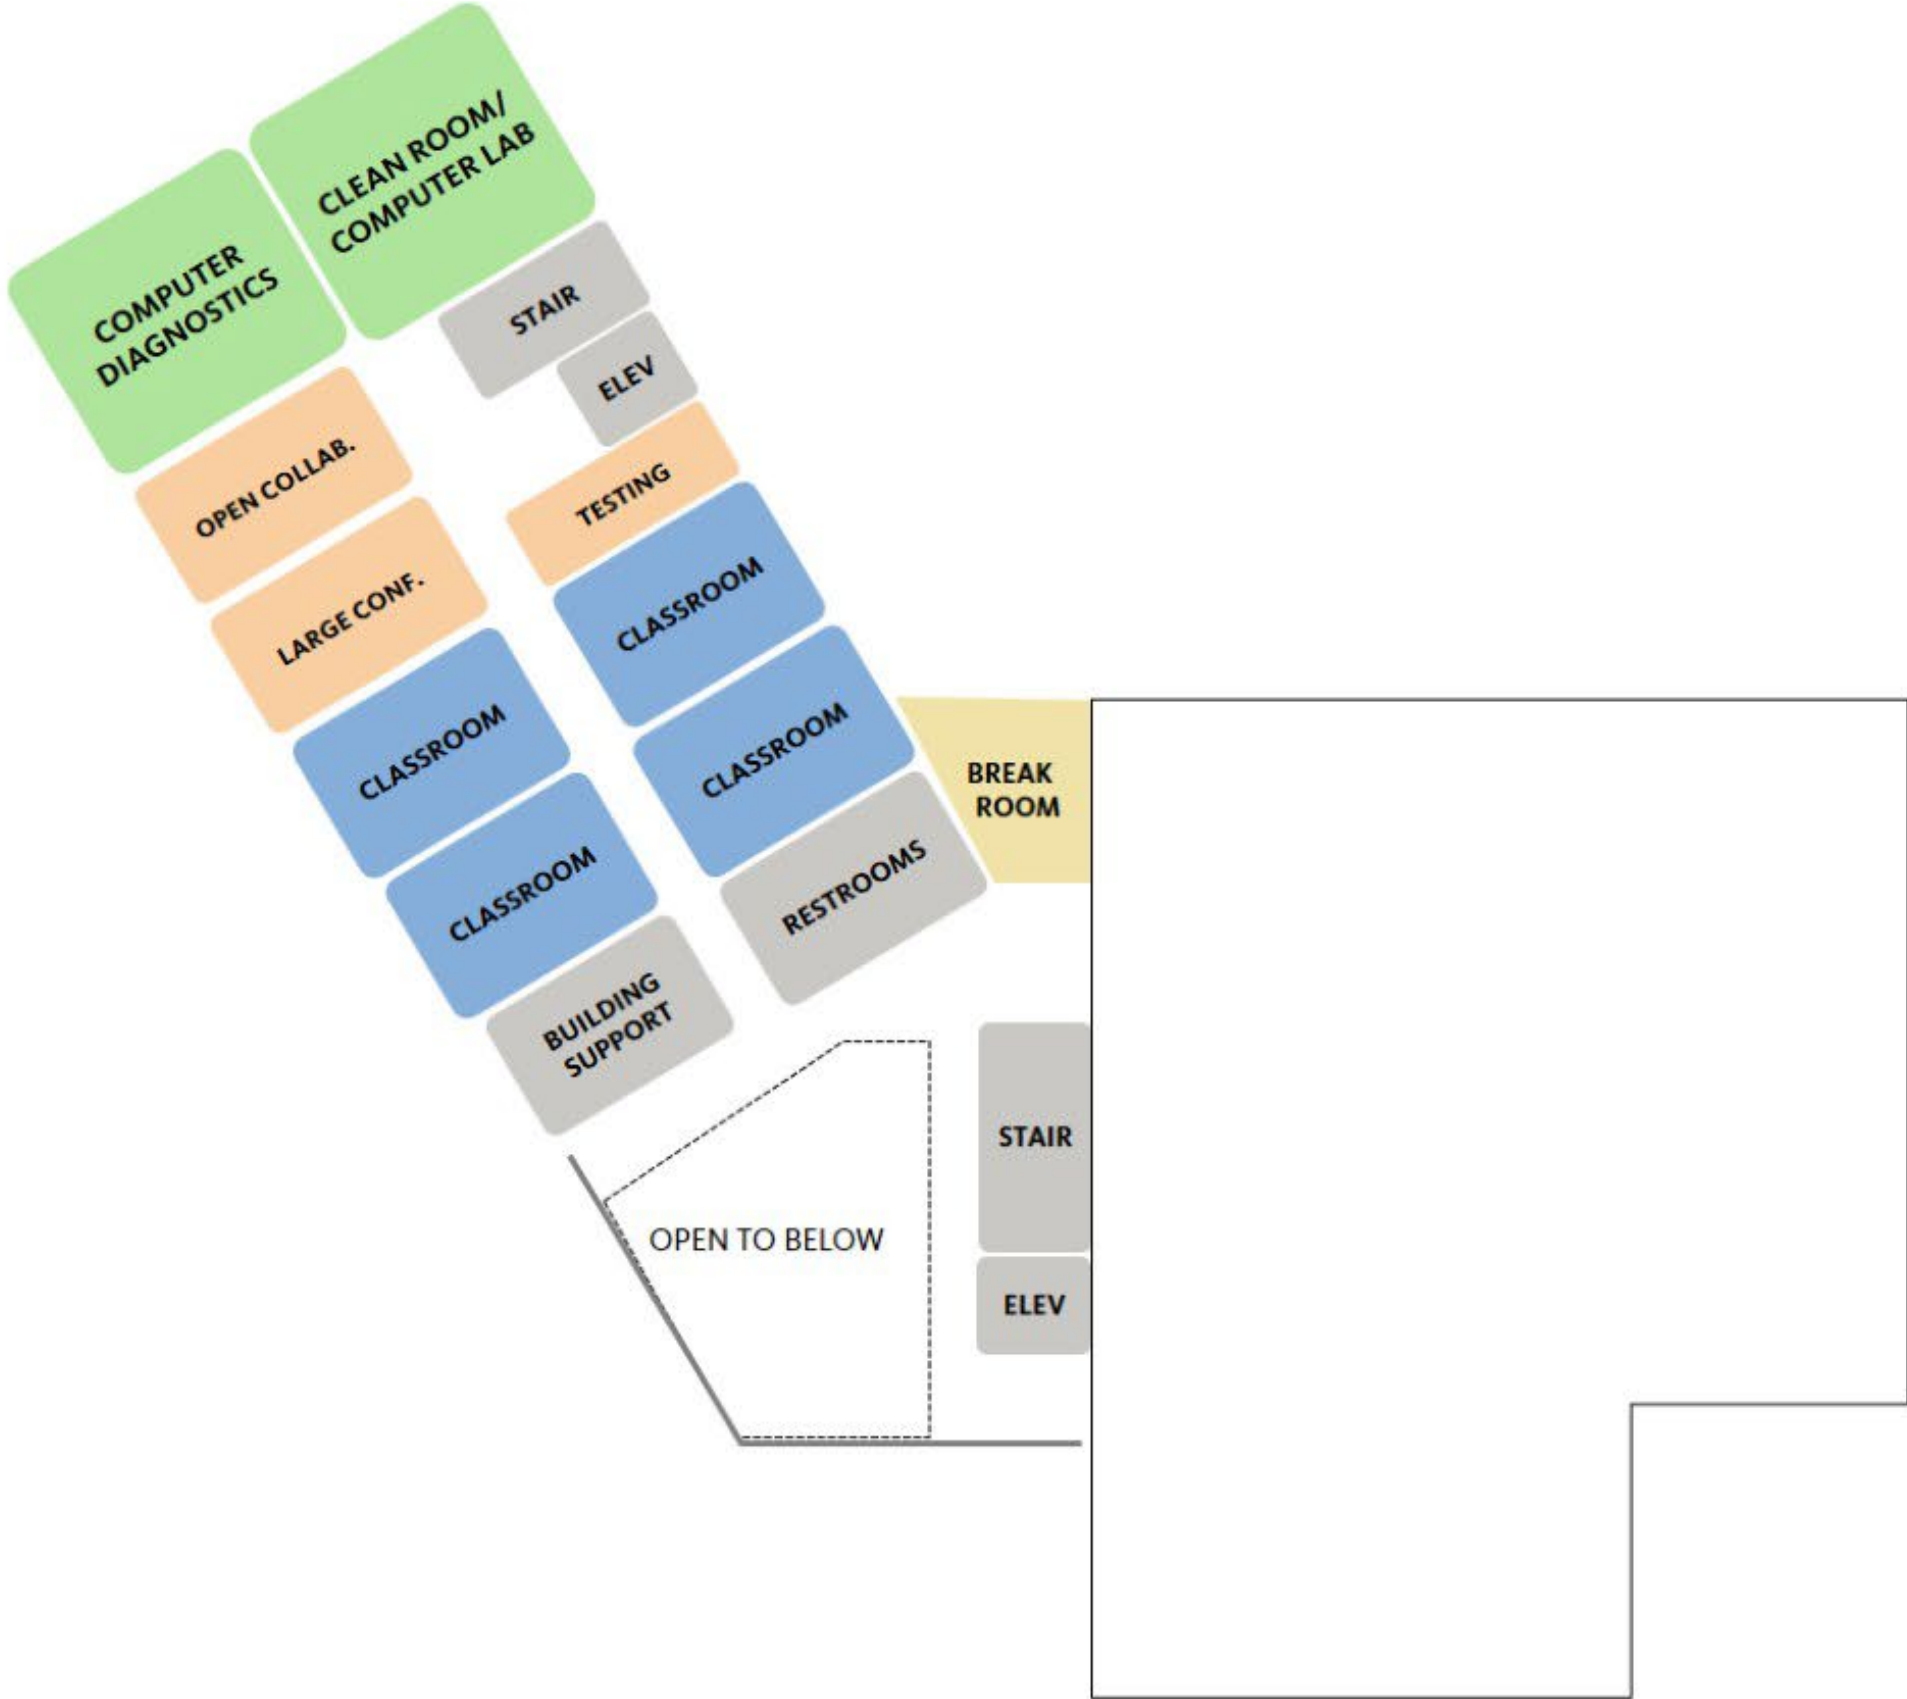 CLEAN ROOM/
COMPUTER LAB
COMPUTER
DIAGNOSTICS
STAIR
ELEV
OPEN COLLAB.
TESTING
LARGE CONF.
CLASSROOM
CLASSROOM
CLASSROOM
CLASSROOM
BREAK
ROOM
RESTROOMS
BUILDING
SUPPORT
STAIR
OPEN TO BELOW
ELEV